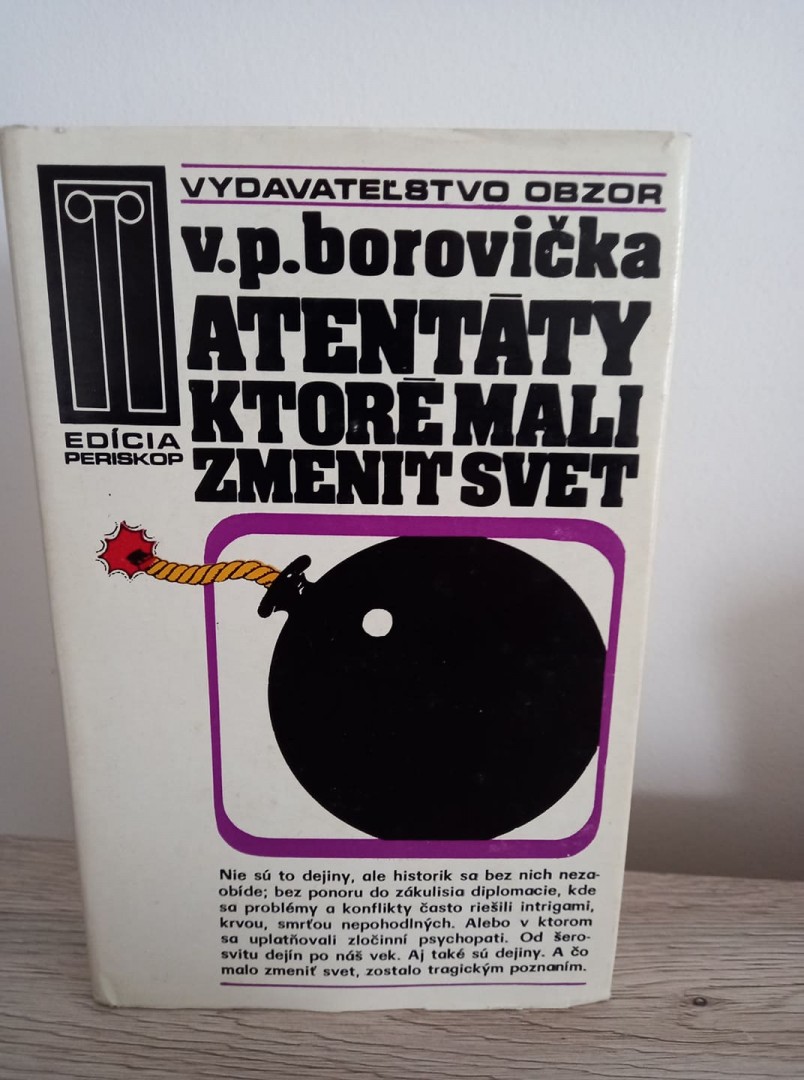 VYDAVATEĽSTVO OBZOR
v.p.borovička
ATENTÁTY
KTORÉ MALI
ZMENIŤ SVET
EDÍCIA
PERISKOP
Nie sú to dejiny, ale historik sa bez nich neza-
obíde; bez ponoru do zákulisia diplomacie, kde
sa problémy a konflikty často riešili intrigami,
krvou, smrťou nepohodlných. Alebo v ktorom
sa uplatňovali zločinní psychopati. Od šero-
svitu dejín po náš vek. Aj také sú dejiny. A čo
malo zmeniť svet, zostalo tragickým poznaním.